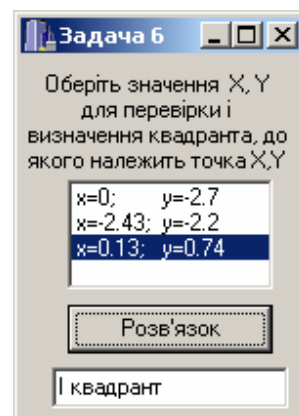 Задача 6
Оберіть значення X, Y
для перевірки і
визначення квадранта, до
якого належить точка X,Y
x=0; y=-2.7
x=-2.43; y=-2.2
x=0.13; y=0.74
Розв'язок
I квадрант